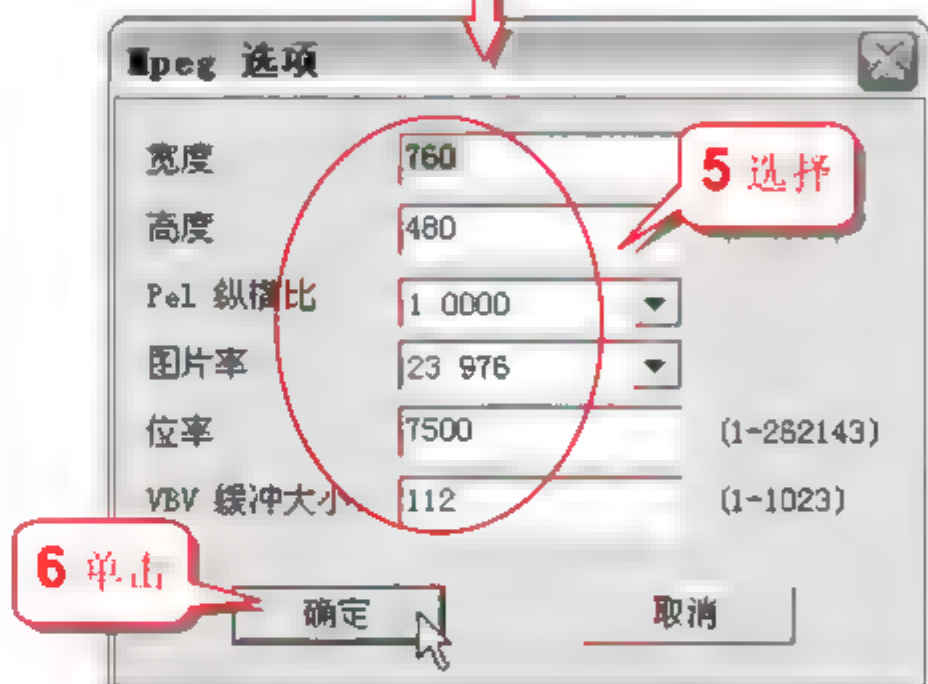 Mpeg 选项
宽度 760
5 选择
高度 480
Pel 纵横比 1 0000
图片率 23 976
位率 7500 (1-262143)
VBV 缓冲大小 112 (1-1023)
6 单击
确定 取消